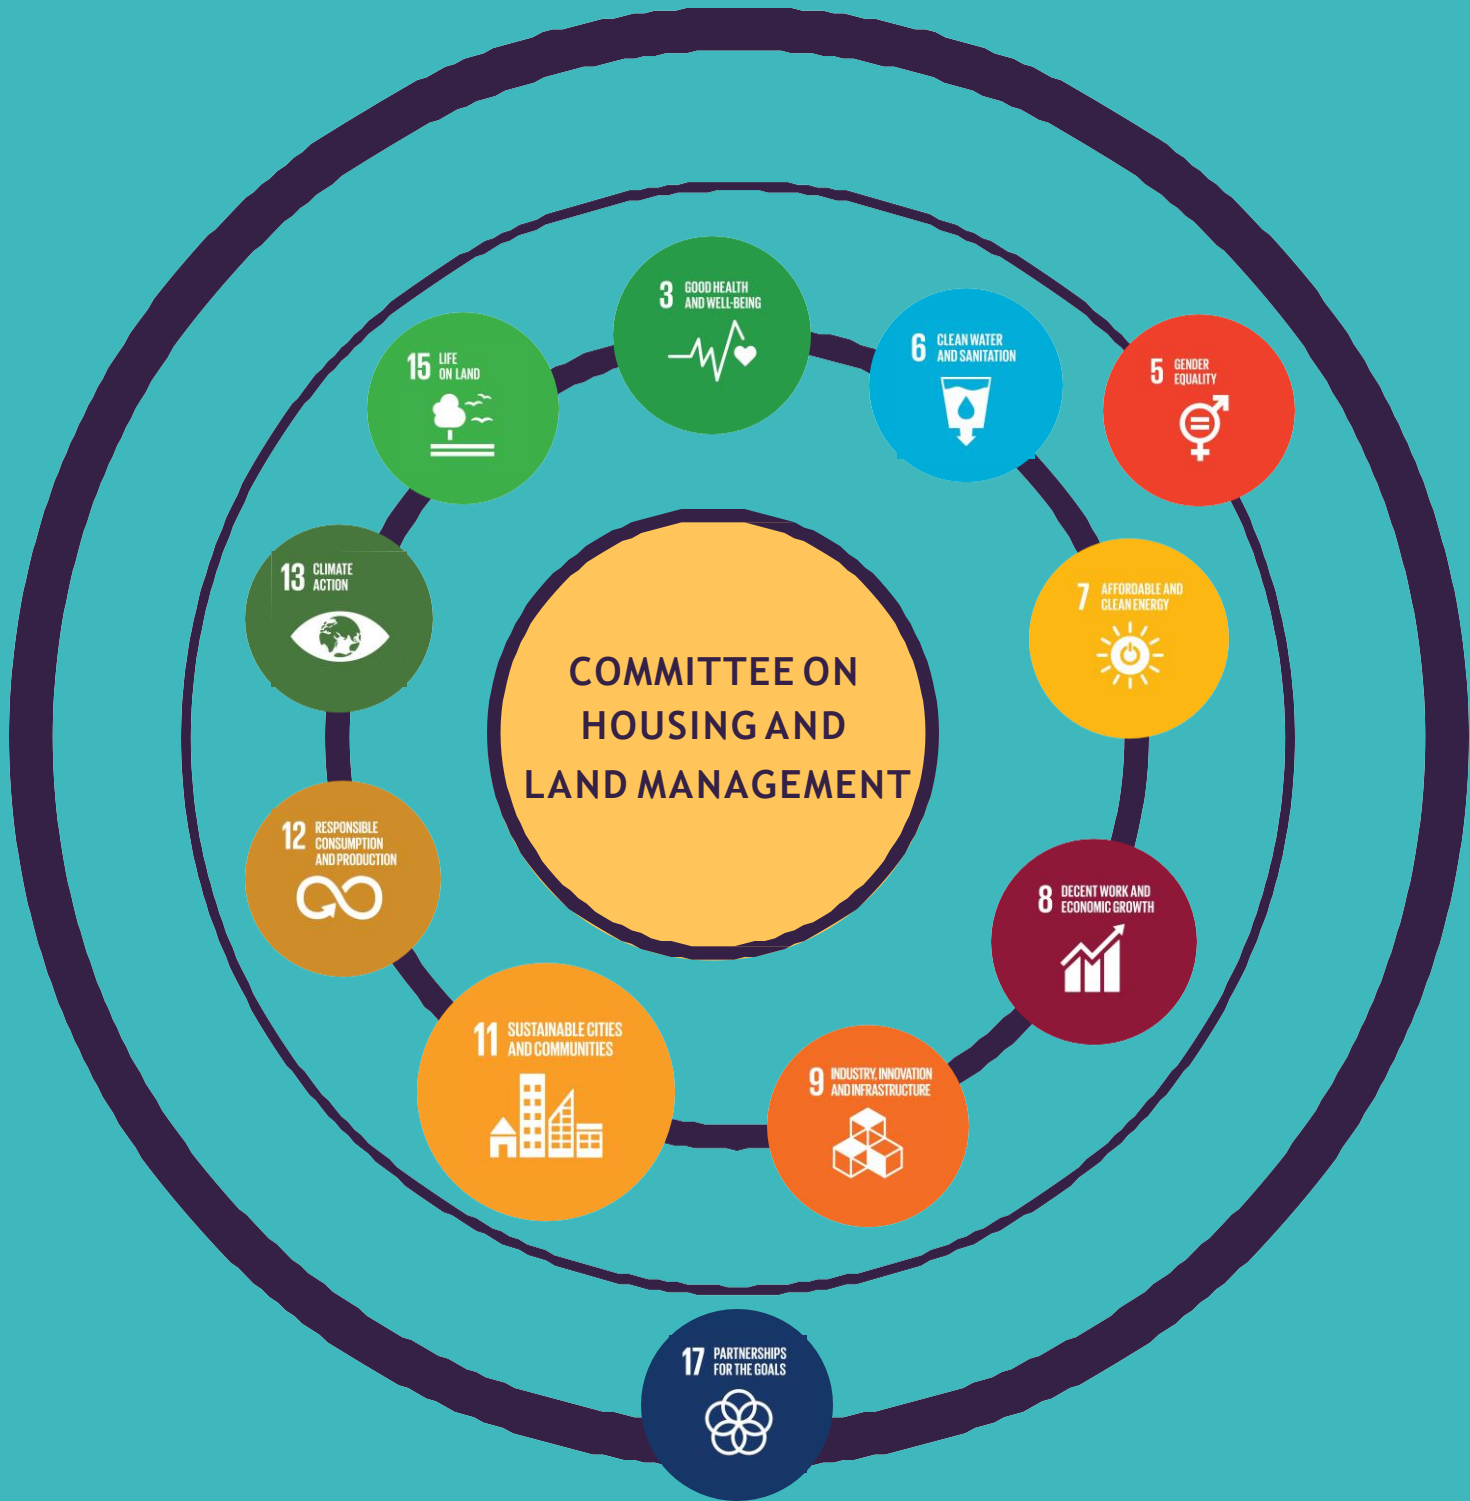 3 GOOD HEALTH
AND WELL-BEING
6 CLEAN WATER
AND SANITATION
15 LIFE
ON LAND
5 GENDER
EQUALITY
13 CLIMATE
ACTION
7 AFFORDABLE AND
CLEAN ENERGY
COMMITTEE ON
HOUSING AND
LAND MANAGEMENT
12 RESPONSIBLE
CONSUMPTION
AND PRODUCTION
8 DECENT WORK AND
ECONOMIC GROWTH
11 SUSTAINABLE CITIES
AND COMMUNITIES
9 INDUSTRY, INNOVATION
AND INFRASTRUCTURE
17 PARTNERSHIPS
FOR THE GOALS